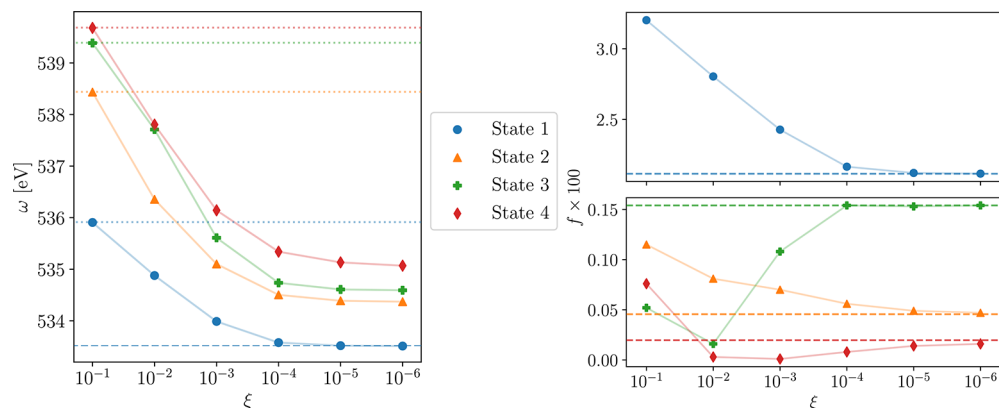 539
538
537
536
535
534
ω [eV]
10⁻¹ 10⁻² 10⁻³ 10⁻⁴ 10⁻⁵ 10⁻⁶
ξ
State 1
State 2
State 3
State 4
3.0
2.5
f × 100
0.15
0.10
0.05
0.00
10⁻¹ 10⁻² 10⁻³ 10⁻⁴ 10⁻⁵ 10⁻⁶
ξ